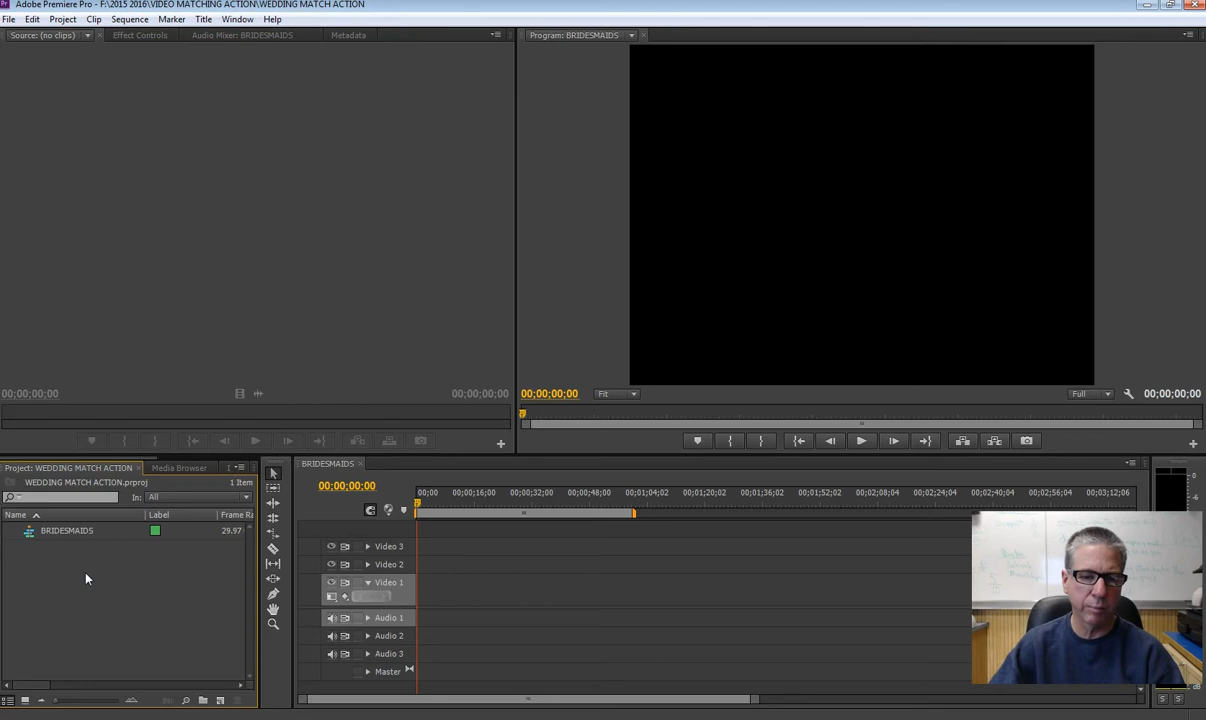 Adobe Premiere Pro - F:\2015 2016\VIDEO MATCHING ACTION\WEDDING MATCH ACTION
File Edit Project Clip Sequence Marker Title Window Help
Source: (no clips) Effect Controls Audio Mixer: BRIDESMAIDS Metadata
Program: BRIDESMAIDS
00;00;00;00 00;00;00;00
00;00;00;00 Fit Full 00;00;00;00
Project: WEDDING MATCH ACTION Media Browser
WEDDING MATCH ACTION.prproj 1 Item
In: All
Name Label Frame Ra
BRIDESMAIDS 29.97
BRIDESMAIDS
00;00;00;00
00;00 00;00;16;00 00;00;32;00 00;00;48;00 00;01;04;02 00;01;20;02 00;01;36;02 00;01;52;02 00;02;08;04 00;02;24;04 00;02;40;04 00;02;56;04 00;03;12;06
Video 3
Video 2
Video 1
Audio 1
Audio 2
Audio 3
Master
0
-6
dB
S S